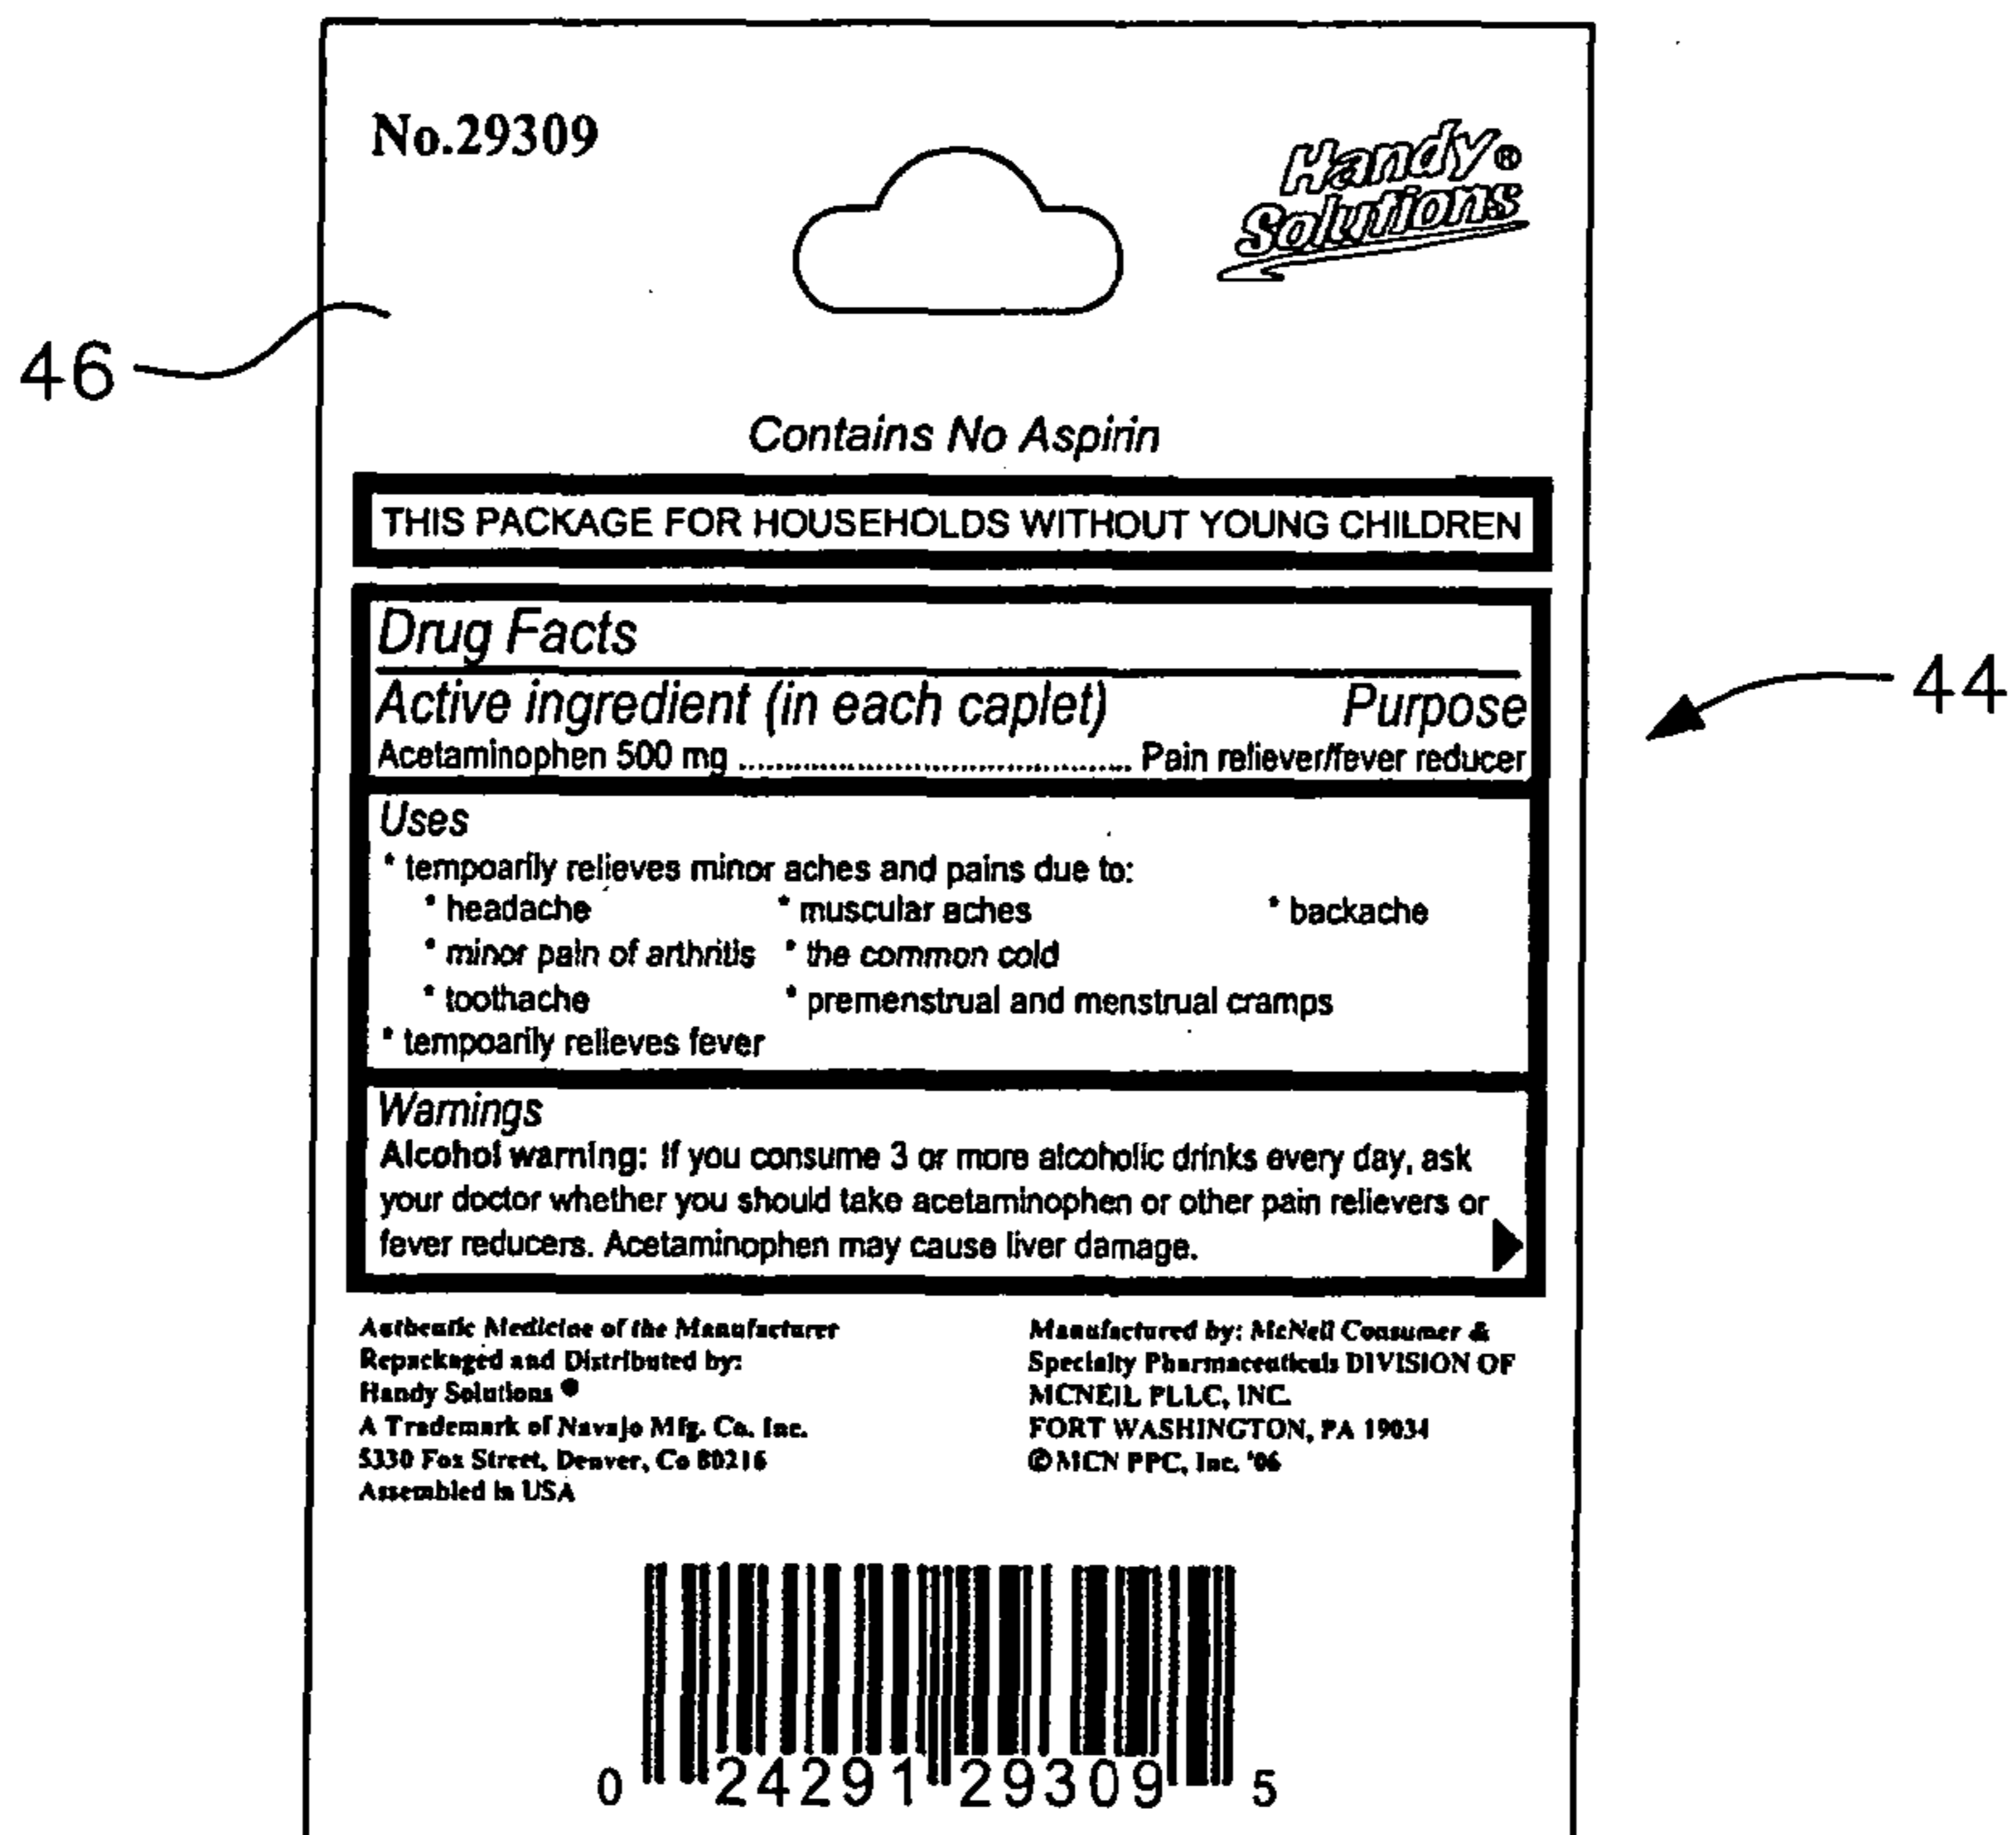 No.29309
Handy®
Solutions
46
Contains No Aspirin
THIS PACKAGE FOR HOUSEHOLDS WITHOUT YOUNG CHILDREN
Drug Facts
Active ingredient (in each caplet) Purpose
Acetaminophen 500 mg ........................................ Pain reliever/fever reducer
44
Uses
* tempoarily relieves minor aches and pains due to:
* headache * muscular aches * backache
* minor pain of arthritis * the common cold
* toothache * premenstrual and menstrual cramps
* tempoarily relieves fever
Warnings
Alcohol warning: If you consume 3 or more alcoholic drinks every day, ask
your doctor whether you should take acetaminophen or other pain relievers or
fever reducers. Acetaminophen may cause liver damage.
Authentic Medicine of the Manufacturer
Repackaged and Distributed by:
Handy Solutions ®
A Trademark of Navajo Mfg. Co. Inc.
5330 Fox Street, Denver, Co 80216
Assembled in USA
Manufactured by: McNeil Consumer &
Specialty Pharmaceuticals DIVISION OF
MCNEIL PLLC, INC.
FORT WASHINGTON, PA 19034
©MCN PPC, Inc. '06
0 24291 29309 5